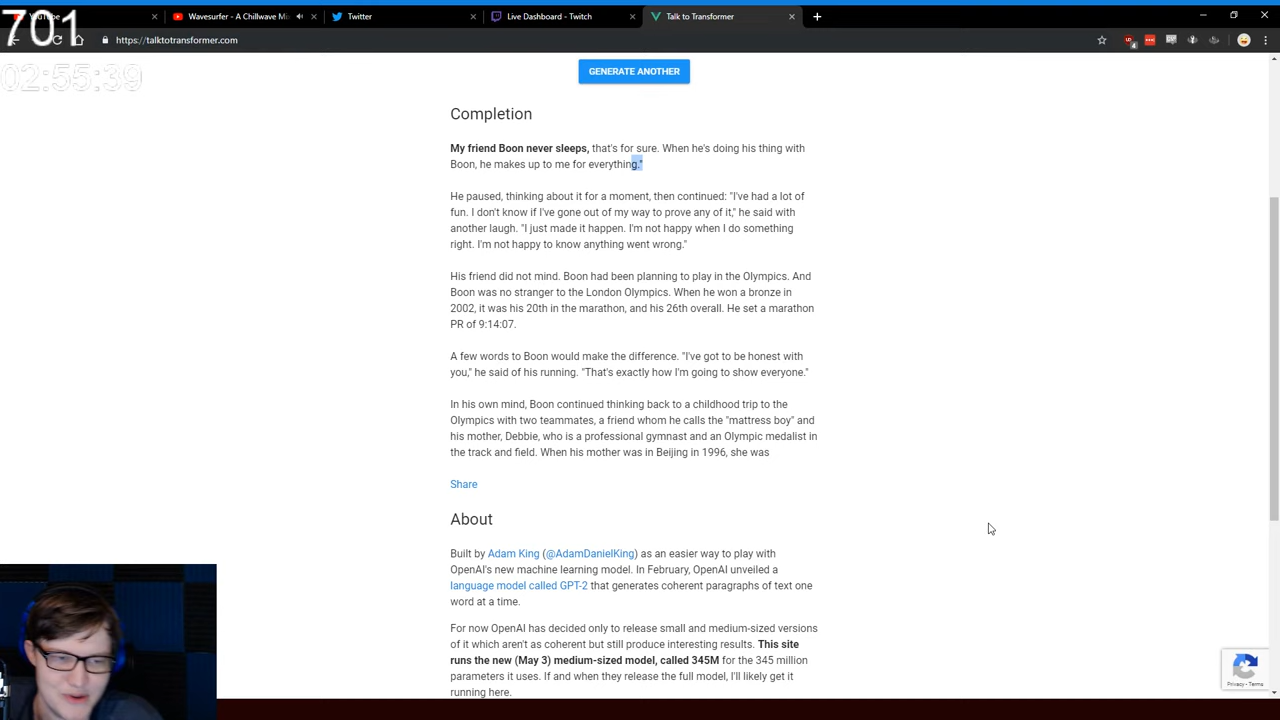 701
02:55:39
YouTube
Wavesurfer - A Chillwave Mi
Twitter
Live Dashboard - Twitch
Talk to Transformer
https://talktotransformer.com
4
GENERATE ANOTHER
Completion
My friend Boon never sleeps, that's for sure. When he's doing his thing with
Boon, he makes up to me for everything."
He paused, thinking about it for a moment, then continued: "I've had a lot of
fun. I don't know if I've gone out of my way to prove any of it," he said with
another laugh. "I just made it happen. I'm not happy when I do something
right. I'm not happy to know anything went wrong."
His friend did not mind. Boon had been planning to play in the Olympics. And
Boon was no stranger to the London Olympics. When he won a bronze in
2002, it was his 20th in the marathon, and his 26th overall. He set a marathon
PR of 9:14:07.
A few words to Boon would make the difference. "I've got to be honest with
you," he said of his running. "That's exactly how I'm going to show everyone."
In his own mind, Boon continued thinking back to a childhood trip to the
Olympics with two teammates, a friend whom he calls the "mattress boy" and
his mother, Debbie, who is a professional gymnast and an Olympic medalist in
the track and field. When his mother was in Beijing in 1996, she was
Share
About
Built by Adam King (@AdamDanielKing) as an easier way to play with
OpenAI's new machine learning model. In February, OpenAI unveiled a
language model called GPT-2 that generates coherent paragraphs of text one
word at a time.
For now OpenAI has decided only to release small and medium-sized versions
of it which aren't as coherent but still produce interesting results. This site
runs the new (May 3) medium-sized model, called 345M for the 345 million
parameters it uses. If and when they release the full model, I'll likely get it
running here.
Privacy - Terms